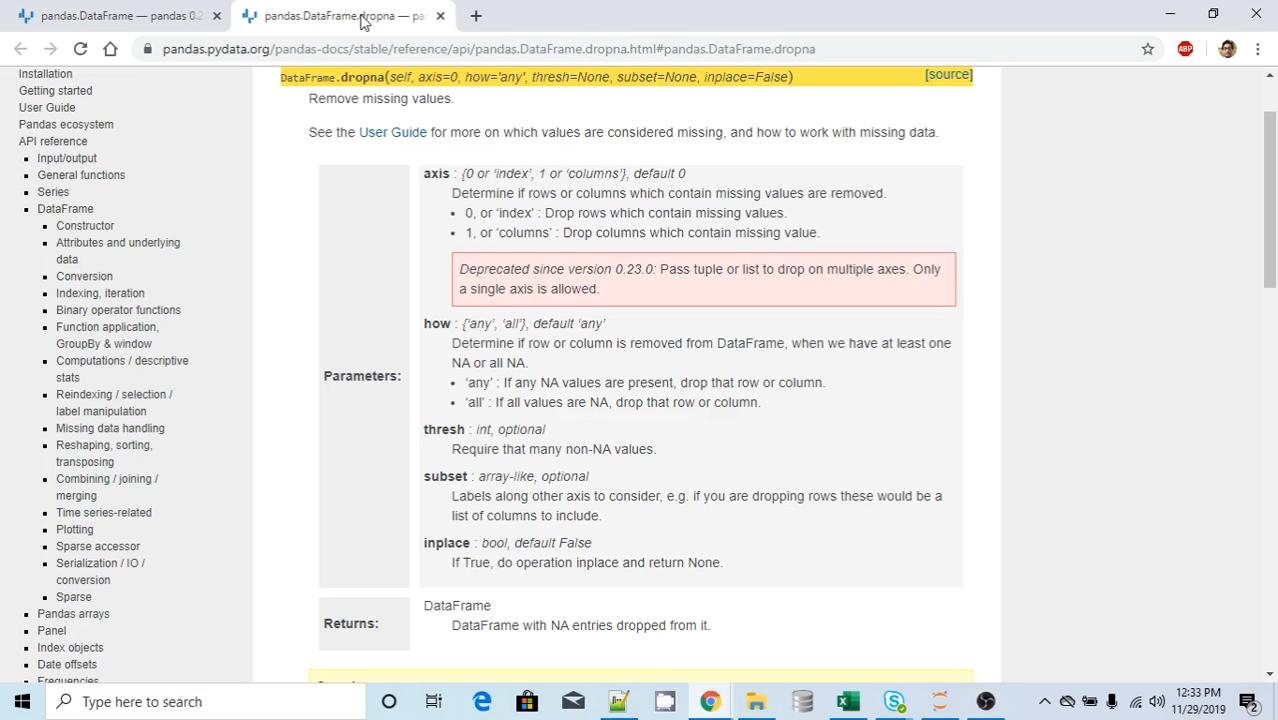 pandas.DataFrame — pandas 0.2
pandas.DataFrame.dropna — pan
pandas.pydata.org/pandas-docs/stable/reference/api/pandas.DataFrame.dropna.html#pandas.DataFrame.dropna
ABP
Installation
Getting started
User Guide
Pandas ecosystem
API reference
Input/output
General functions
Series
DataFrame
Constructor
Attributes and underlying
data
Conversion
Indexing, iteration
Binary operator functions
Function application,
GroupBy & window
Computations / descriptive
stats
Reindexing / selection /
label manipulation
Missing data handling
Reshaping, sorting,
transposing
Combining / joining /
merging
Time series-related
Plotting
Sparse accessor
Serialization / IO /
conversion
Sparse
Pandas arrays
Panel
Index objects
Date offsets
Frequencies
DataFrame.dropna(self, axis=0, how='any', thresh=None, subset=None, inplace=False) [source]
Remove missing values.
See the User Guide for more on which values are considered missing, and how to work with missing data.
Parameters:
axis : {0 or ‘index’, 1 or ‘columns’}, default 0
Determine if rows or columns which contain missing values are removed.
• 0, or ‘index’ : Drop rows which contain missing values.
• 1, or ‘columns’ : Drop columns which contain missing value.
Deprecated since version 0.23.0: Pass tuple or list to drop on multiple axes. Only
a single axis is allowed.
how : {‘any’, ‘all’}, default ‘any’
Determine if row or column is removed from DataFrame, when we have at least one
NA or all NA.
• ‘any’ : If any NA values are present, drop that row or column.
• ‘all’ : If all values are NA, drop that row or column.
thresh : int, optional
Require that many non-NA values.
subset : array-like, optional
Labels along other axis to consider, e.g. if you are dropping rows these would be a
list of columns to include.
inplace : bool, default False
If True, do operation inplace and return None.
Returns:
DataFrame
DataFrame with NA entries dropped from it.
Type here to search
12:33 PM
11/29/2019
2